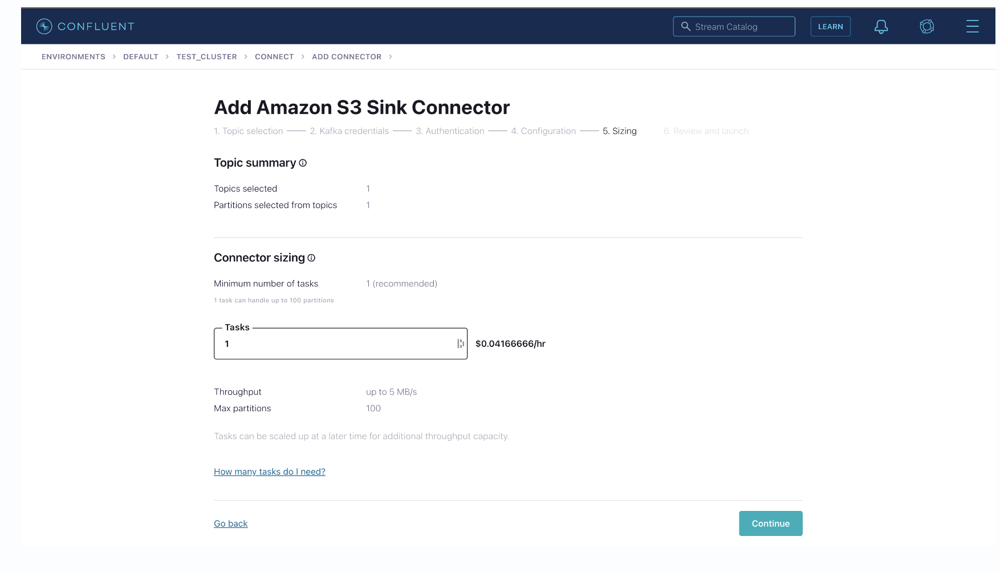 CONFLUENT
Stream Catalog
LEARN
ENVIRONMENTS > DEFAULT > TEST_CLUSTER > CONNECT > ADD CONNECTOR >
Add Amazon S3 Sink Connector
1. Topic selection 2. Kafka credentials 3. Authentication 4. Configuration 5. Sizing 6. Review and launch
Topic summary
Topics selected 1
Partitions selected from topics 1
Connector sizing
Minimum number of tasks 1 (recommended)
1 task can handle up to 100 partitions
Tasks
1 $0.04166666/hr
Throughput up to 5 MB/s
Max partitions 100
Tasks can be scaled up at a later time for additional throughput capacity.
How many tasks do I need?
Go back Continue